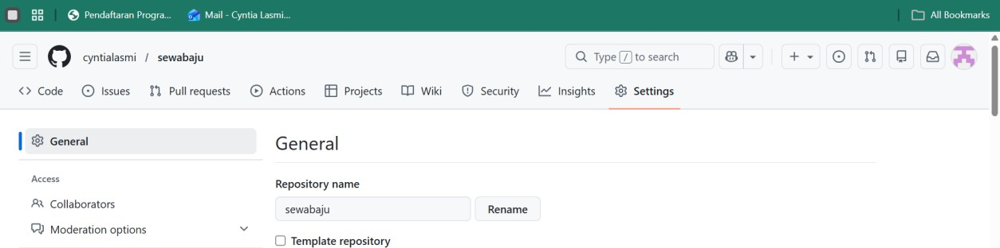 Pendaftaran Progra... Mail - Cyntia Lasmi... All Bookmarks
cyntialasmi / sewabaju Type / to search
Code Issues Pull requests Actions Projects Wiki Security Insights Settings
General
General
Access
Repository name
Collaborators
sewabaju Rename
Moderation options
Template repository